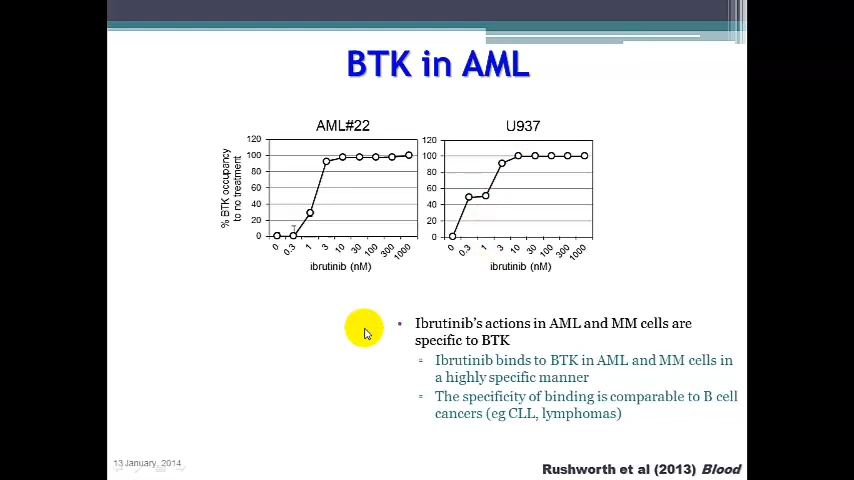 BTK in AML
AML#22
120
100
80
60
40
20
0
% BTK occupancy
to no treatment
0 0.3 1 3 10 30 100 300 1000
ibrutinib (nM)
U937
120
100
80
60
40
20
0
0 0.3 1 3 10 30 100 300 1000
ibrutinib (nM)
• Ibrutinib's actions in AML and MM cells are
specific to BTK
▫ Ibrutinib binds to BTK in AML and MM cells in
a highly specific manner
▫ The specificity of binding is comparable to B cell
cancers (eg CLL, lymphomas)
13 January, 2014
Rushworth et al (2013) Blood